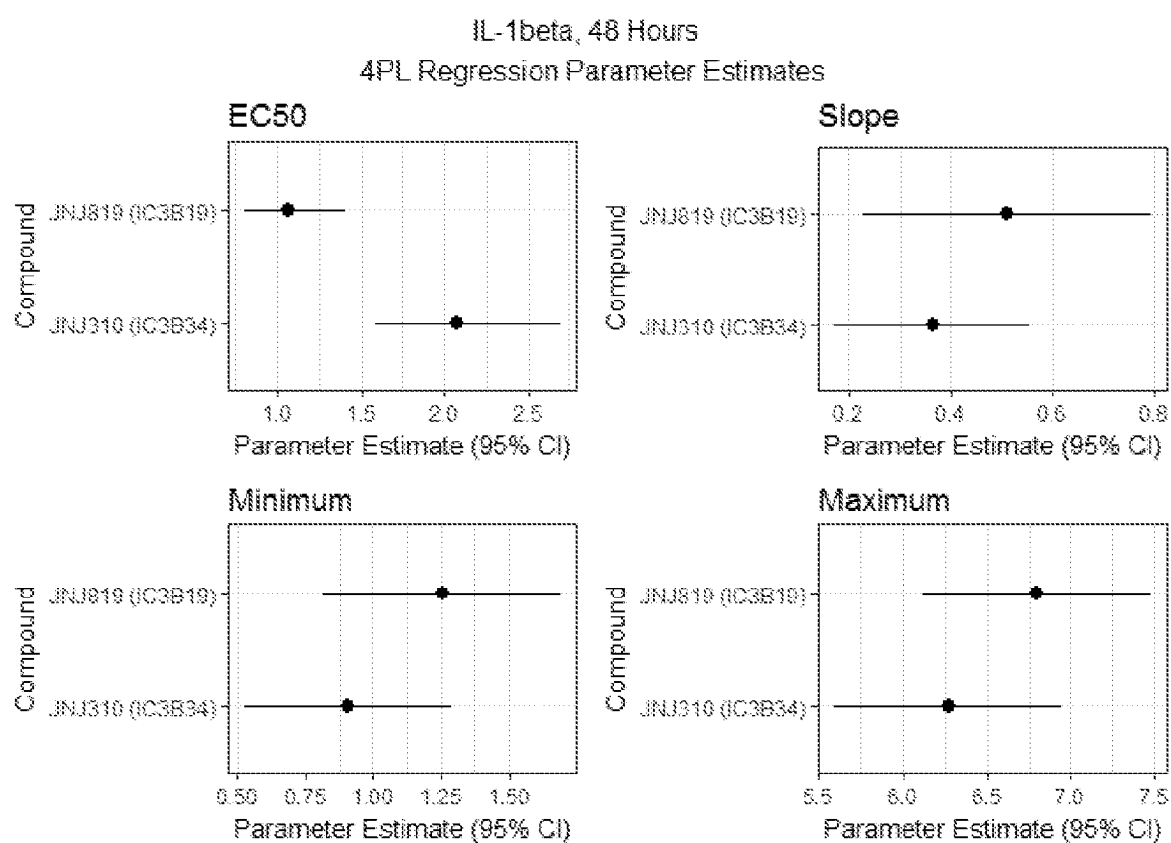 IL-1beta, 48 Hours
4PL Regression Parameter Estimates
EC50
Compound
JNJ819 (IC3B19)
JNJ310 (IC3B34)
1.0 1.5 2.0 2.5
Parameter Estimate (95% CI)
Slope
Compound
JNJ819 (IC3B19)
JNJ310 (IC3B34)
0.2 0.4 0.6 0.8
Parameter Estimate (95% CI)
Minimum
Compound
JNJ819 (IC3B19)
JNJ310 (IC3B34)
0.50 0.75 1.00 1.25 1.50
Parameter Estimate (95% CI)
Maximum
Compound
JNJ819 (IC3B19)
JNJ310 (IC3B34)
5.5 6.0 6.5 7.0 7.5
Parameter Estimate (95% CI)